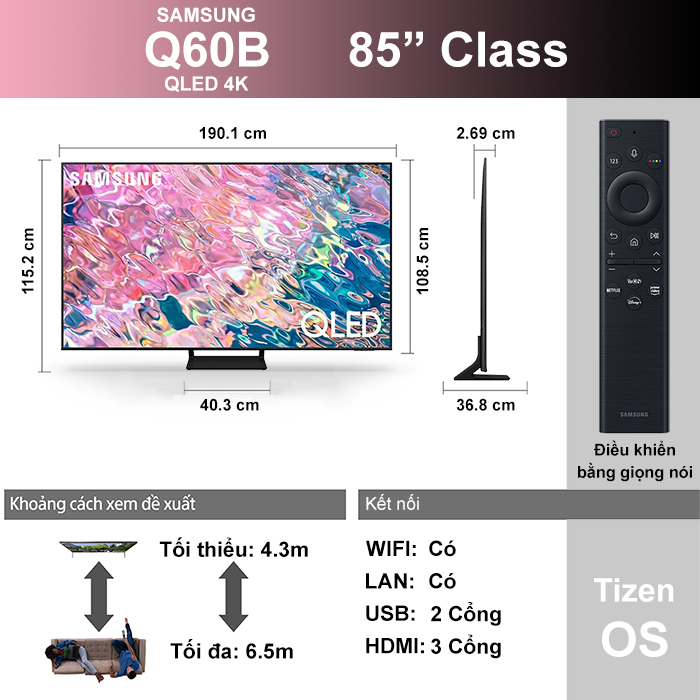 SAMSUNG
Q60B
QLED 4K
85” Class
190.1 cm
2.69 cm
SAMSUNG
115.2 cm
108.5 cm
QLED
40.3 cm
36.8 cm
123
NETFLIX
prime video
Disney+
SAMSUNG
Điều khiển
bằng giọng nói
Khoảng cách xem đề xuất
Kết nối
Tối thiểu: 4.3m
Tối đa: 6.5m
WIFI: Có
LAN: Có
USB: 2 Cổng
HDMI: 3 Cổng
Tizen
OS